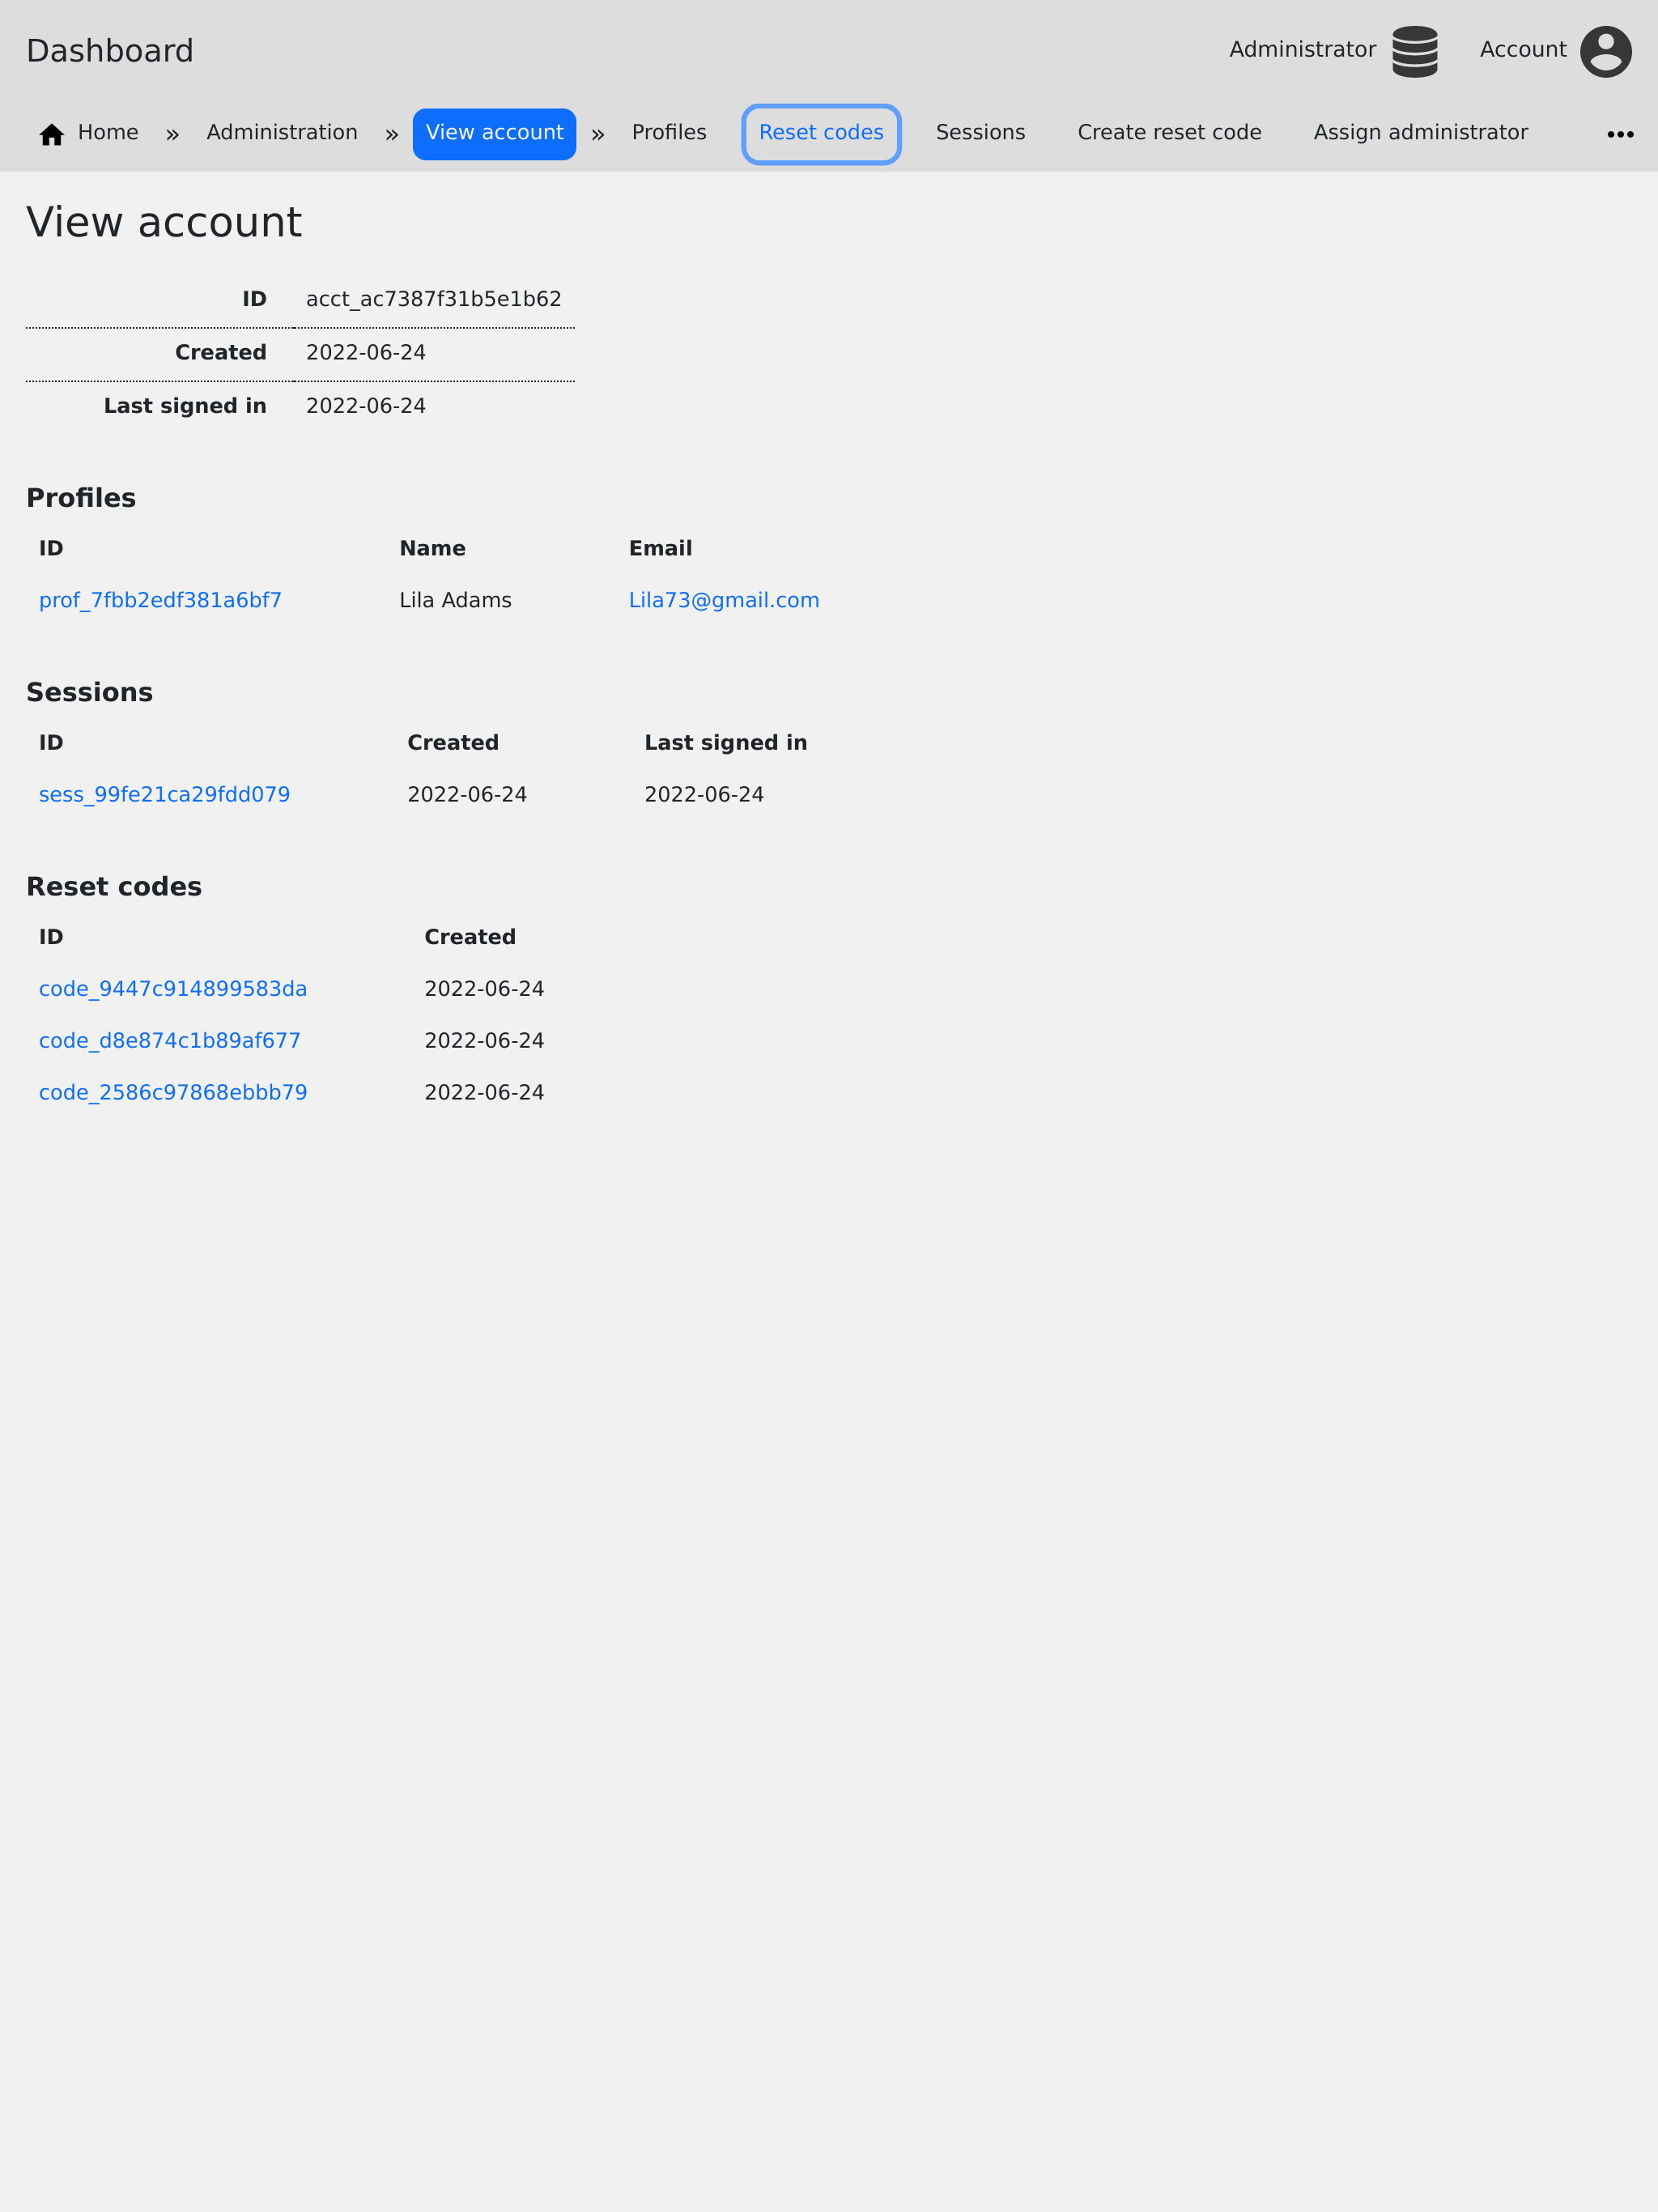 Dashboard
Administrator
Account
Home » Administration » View account » Profiles Reset codes Sessions Create reset code Assign administrator •••
View account
ID acct_ac7387f31b5e1b62
Created 2022-06-24
Last signed in 2022-06-24
Profiles
ID Name Email
prof_7fbb2edf381a6bf7 Lila Adams Lila73@gmail.com
Sessions
ID Created Last signed in
sess_99fe21ca29fdd079 2022-06-24 2022-06-24
Reset codes
ID Created
code_9447c914899583da 2022-06-24
code_d8e874c1b89af677 2022-06-24
code_2586c97868ebbb79 2022-06-24